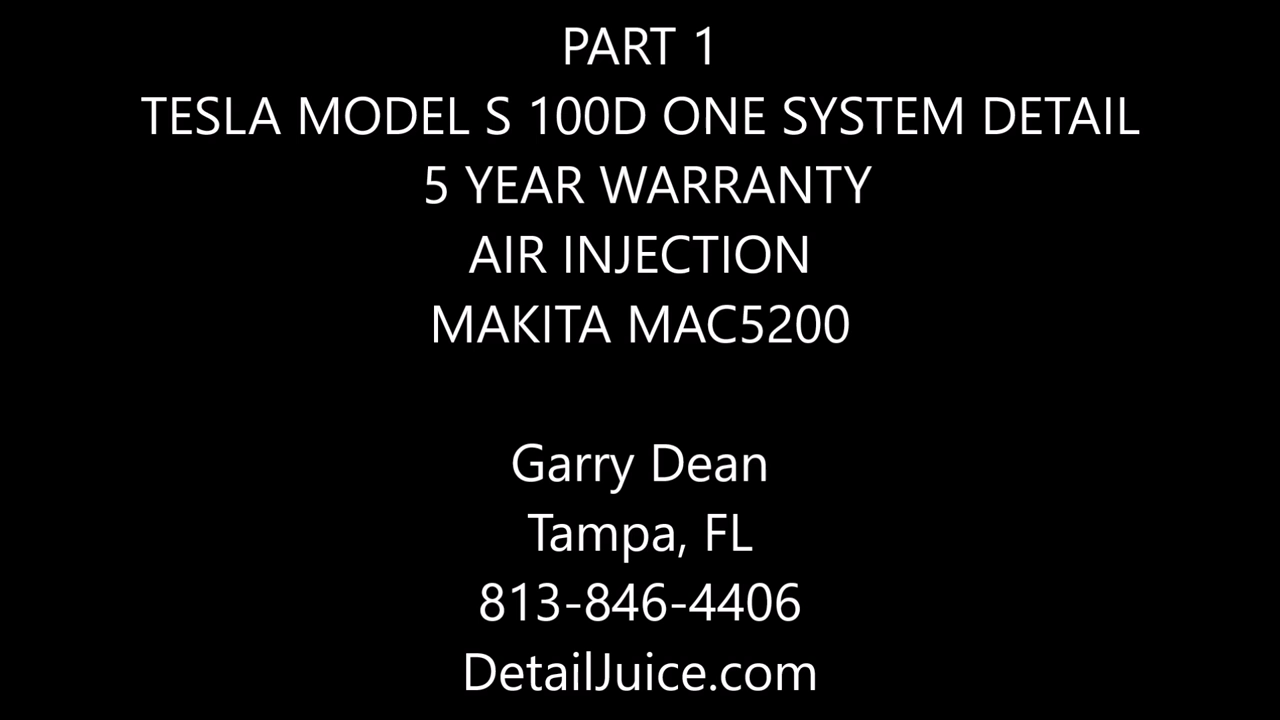 PART 1
TESLA MODEL S 100D ONE SYSTEM DETAIL
5 YEAR WARRANTY
AIR INJECTION
MAKITA MAC5200
Garry Dean
Tampa, FL
813-846-4406
DetailJuice.com